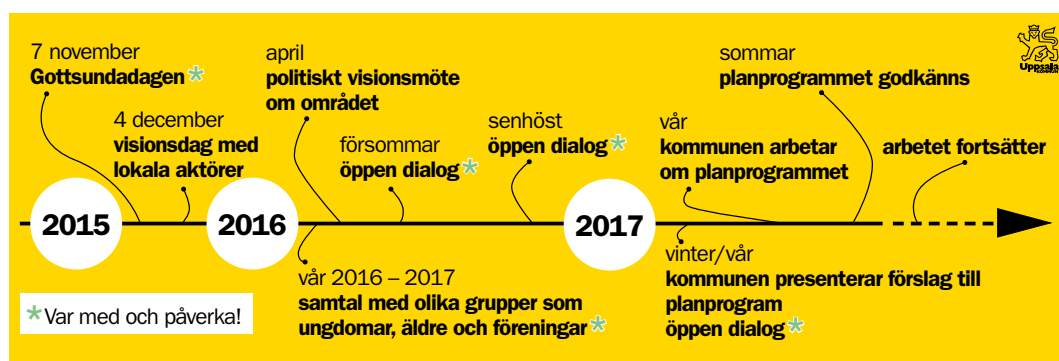 7 november
Gottsundadagen*
4 december
visionsdag med
lokala aktörer
april
politiskt visionsmöte
om området
försommar
öppen dialog*
senhöst
öppen dialog*
vår
kommunen arbetar
om planprogrammet
sommar
planprogrammet godkänns
arbetet fortsätter
Uppsala
KOMMUN
2015
2016
2017
vår 2016 – 2017
samtal med olika grupper som
ungdomar, äldre och föreningar*
vinter/vår
kommunen presenterar förslag till
planprogram
öppen dialog*
*Var med och påverka!